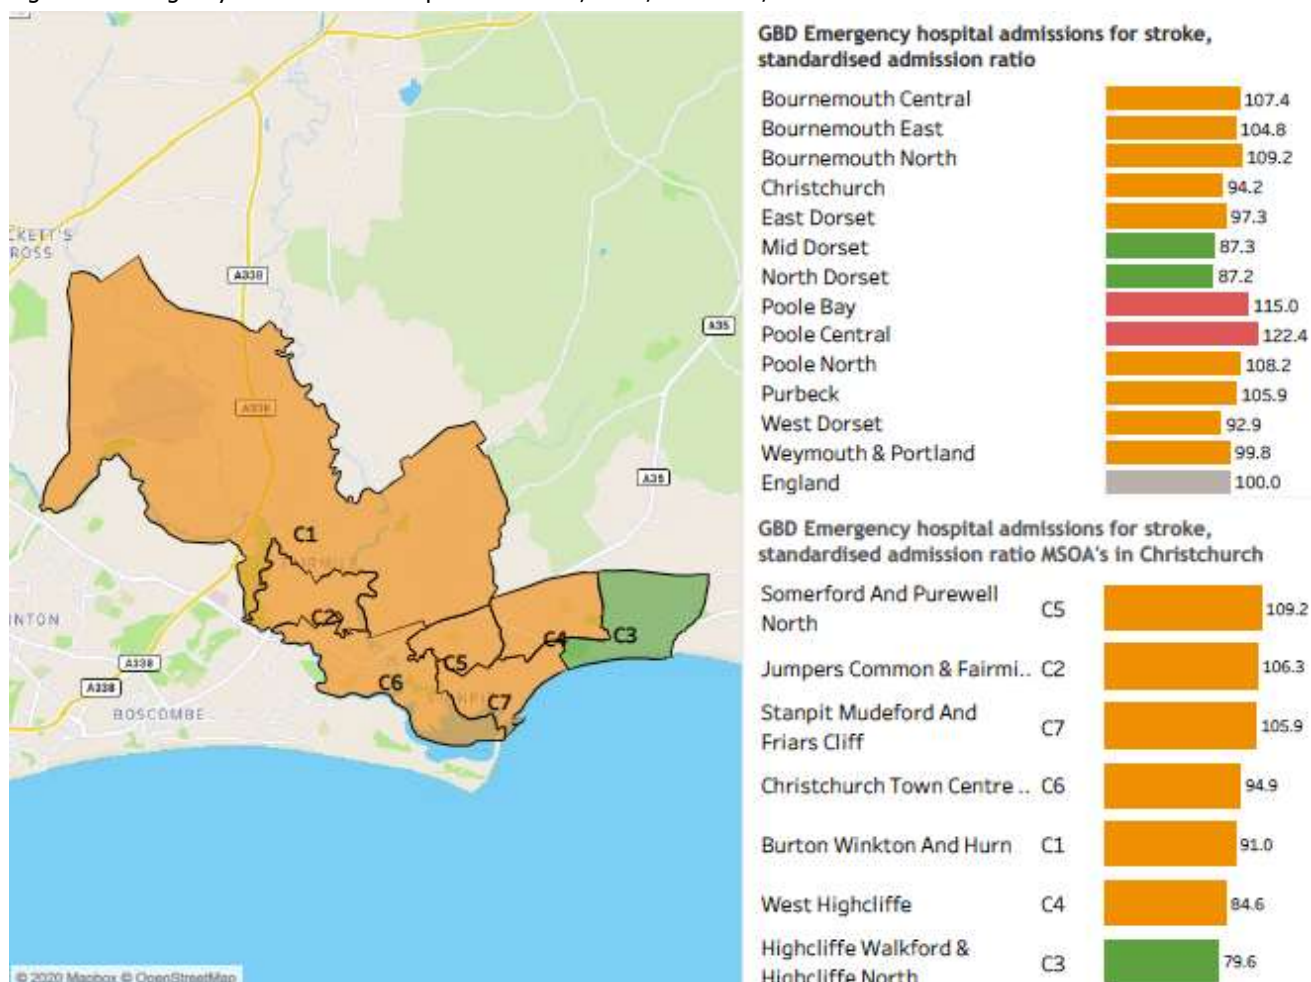 GBD Emergency hospital admissions for stroke,
standardised admission ratio
Bournemouth Central 107.4
Bournemouth East 104.8
Bournemouth North 109.2
Christchurch 94.2
East Dorset 97.3
Mid Dorset 87.3
North Dorset 87.2
Poole Bay 115.0
Poole Central 122.4
Poole North 108.2
Purbeck 105.9
West Dorset 92.9
Weymouth & Portland 99.8
England 100.0
GBD Emergency hospital admissions for stroke,
standardised admission ratio MSOA's in Christchurch
Somerford And Purewell
North C5 109.2
Jumpers Common & Fairmi.. C2 106.3
Stanpit Mudeford And
Friars Cliff C7 105.9
Christchurch Town Centre .. C6 94.9
Burton Winkton And Hurn C1 91.0
West Highcliffe C4 84.6
Highcliffe Walkford &
Highcliffe North C3 79.6
CKETT'S
ROSS
A338
A35
A338
A35
C1
C2
INTON
C3
C4
C5
A338
C6
A338
C7
BOSCOMBE
© 2020 Mapbox © OpenStreetMap